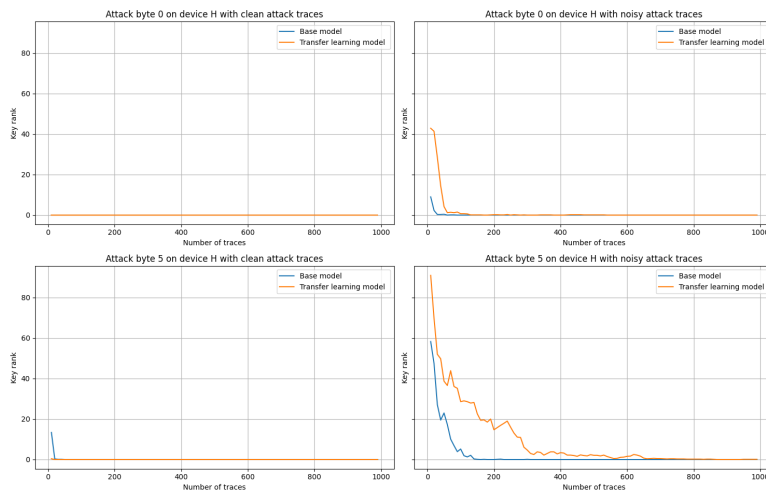 Attack byte 0 on device H with clean attack traces
Base model
Transfer learning model
80
60
40
20
0
Key rank
0 200 400 600 800 1000
Number of traces
Attack byte 0 on device H with noisy attack traces
Base model
Transfer learning model
Key rank
0 200 400 600 800 1000
Number of traces
Attack byte 5 on device H with clean attack traces
Base model
Transfer learning model
80
60
40
20
0
Key rank
0 200 400 600 800 1000
Number of traces
Attack byte 5 on device H with noisy attack traces
Base model
Transfer learning model
Key rank
0 200 400 600 800 1000
Number of traces